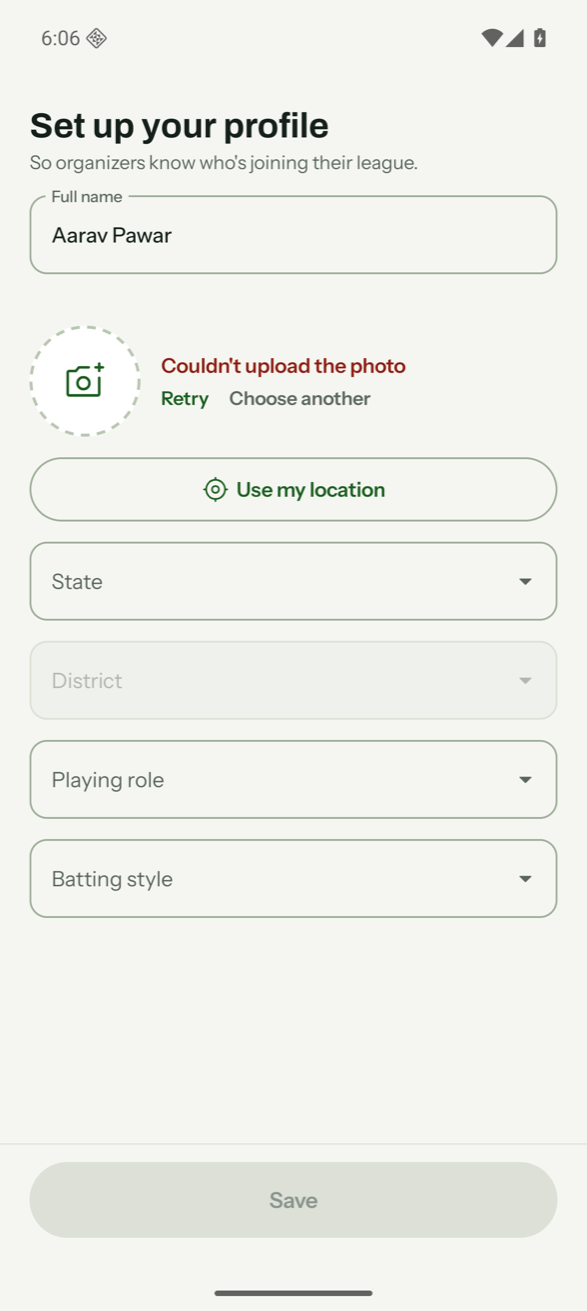 6:06
Set up your profile
So organizers know who's joining their league.
Full name
Aarav Pawar
Couldn't upload the photo
Retry Choose another
Use my location
State
District
Playing role
Batting style
Save